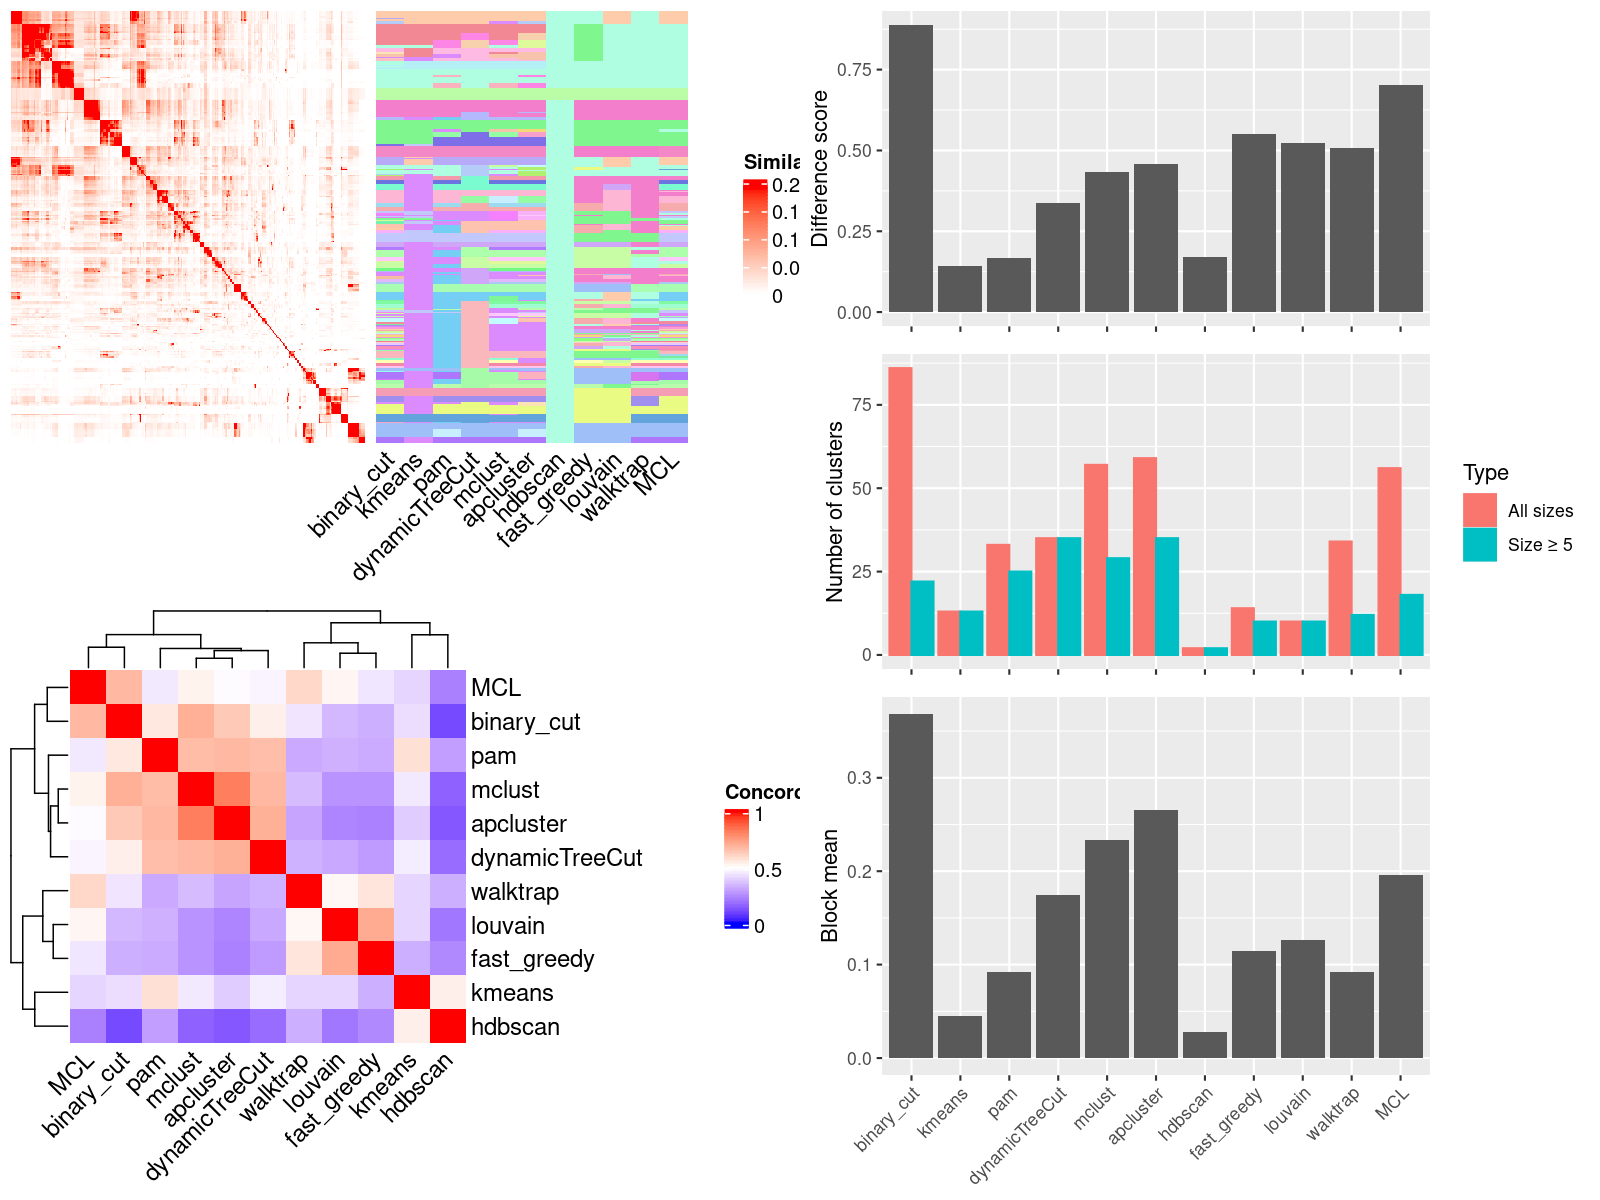 Simila
0.2
0.1
0.1
0.0
0
binary_cut
kmeans
pam
dynamicTreeCut
mclust
apcluster
hdbscan
fast_greedy
louvain
walktrap
MCL
Difference score
0.75
0.50
0.25
0.00
Number of clusters
75
50
25
0
Type
All sizes
Size ≥ 5
MCL
binary_cut
pam
mclust
apcluster
dynamicTreeCut
walktrap
louvain
fast_greedy
kmeans
hdbscan
MCL
binary_cut
pam
mclust
apcluster
dynamicTreeCut
walktrap
louvain
fast_greedy
kmeans
hdbscan
Concord
1
0.5
0
Block mean
0.3
0.2
0.1
0.0
binary_cut
kmeans
pam
dynamicTreeCut
mclust
apcluster
hdbscan
fast_greedy
louvain
walktrap
MCL